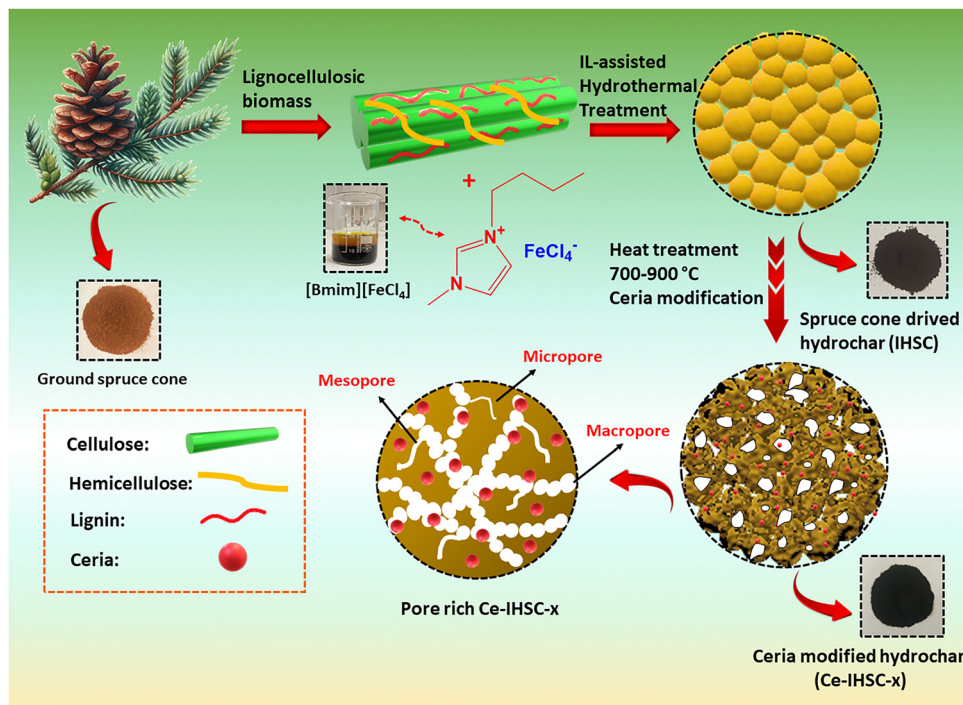 Lignocellulosic
biomass
IL-assisted
Hydrothermal
Treatment
+
N+
N
FeCl4-
[Bmim][FeCl4]
Heat treatment
700-900 °C
Ceria modification
Spruce cone drived
hydrochar (IHSC)
Ground spruce cone
Mesopore
Micropore
Macropore
Cellulose:
Hemicellulose:
Lignin:
Ceria:
Pore rich Ce-IHSC-x
Ceria modified hydrochar
(Ce-IHSC-x)